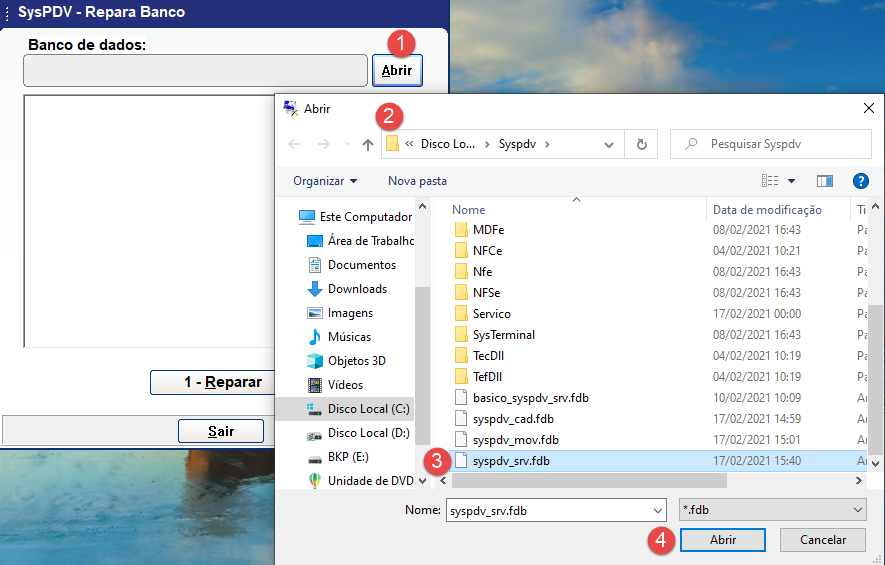 SysPDV - Repara Banco
Banco de dados:
1
Abrir
Abrir
2
« Disco Lo... › Syspdv ›
Pesquisar Syspdv
Organizar
Nova pasta
?
Nome
Data de modificação
Ti
Este Computador
Área de Trabalho
Documentos
Downloads
Imagens
Músicas
Objetos 3D
Vídeos
Disco Local (C:)
Disco Local (D:)
BKP (E:)
Unidade de DVD
MDFe 08/02/2021 16:43 Pa
NFCe 04/02/2021 10:21 Pa
Nfe 08/02/2021 16:43 Pa
NFSe 08/02/2021 16:43 Pa
Servico 17/02/2021 00:00 Pa
SysTerminal 08/02/2021 16:43 Pa
TecDll 04/02/2021 10:19 Pa
TefDll 04/02/2021 10:19 Pa
basico_syspdv_srv.fdb 10/02/2021 10:09 Ar
syspdv_cad.fdb 17/02/2021 14:59 Ar
syspdv_mov.fdb 17/02/2021 15:01 Ar
3
syspdv_srv.fdb 17/02/2021 15:40 Ar
1 - Reparar
Sair
Nome: syspdv_srv.fdb
*.fdb
4
Abrir
Cancelar